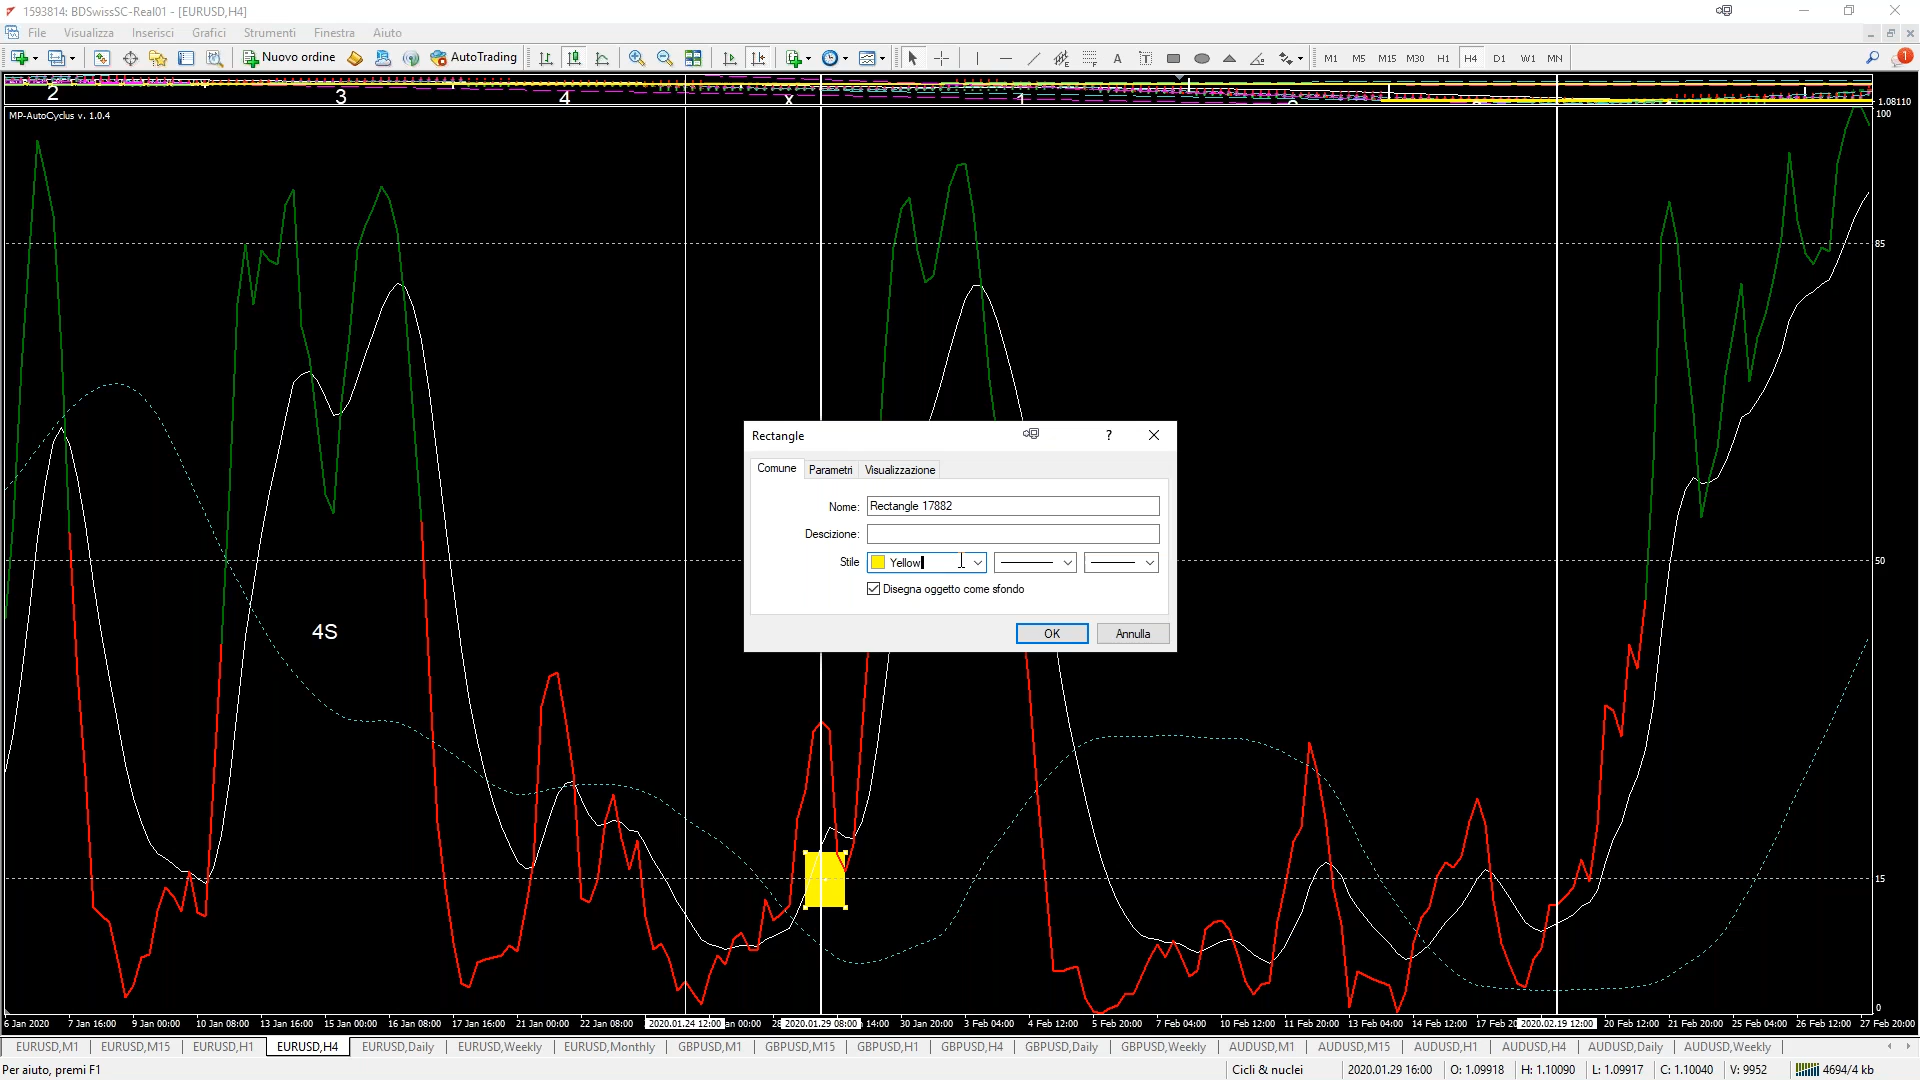 1593814: BDSwissSC-Real01 - [EURUSD,H4]
File Visualizza Inserisci Grafici Strumenti Finestra Aiuto
Nuovo ordine AutoTrading A T M1 M5 M15 M30 H1 H4 D1 W1 MN 1
2 3 4 x 1
1.08110
MP-AutoCyclus v. 1.0.4
100
85
Rectangle ?
Comune Parametri Visualizzazione
Nome: Rectangle 17882
Descizione:
Stile Yellow
50
Disegna oggetto come sfondo
OK Annulla
4S
15
0
6 Jan 2020 7 Jan 16:00 9 Jan 00:00 10 Jan 08:00 13 Jan 16:00 15 Jan 00:00 16 Jan 08:00 17 Jan 16:00 21 Jan 00:00 22 Jan 08:00 2020.01.24 12:00 an 00:00 28 2020.01.29 08:00 14:00 30 Jan 20:00 3 Feb 04:00 4 Feb 12:00 5 Feb 20:00 7 Feb 04:00 10 Feb 12:00 11 Feb 20:00 13 Feb 04:00 14 Feb 12:00 17 Feb 20 2020.02.19 12:00 20 Feb 12:00 21 Feb 20:00 25 Feb 04:00 26 Feb 12:00 27 Feb 20:00
EURUSD,M1 EURUSD,M15 EURUSD,H1 EURUSD,H4 EURUSD,Daily EURUSD,Weekly EURUSD,Monthly GBPUSD,M1 GBPUSD,M15 GBPUSD,H1 GBPUSD,H4 GBPUSD,Daily GBPUSD,Weekly AUDUSD,M1 AUDUSD,M15 AUDUSD,H1 AUDUSD,H4 AUDUSD,Daily AUDUSD,Weekly
Per aiuto, premi F1 Cicli & nuclei 2020.01.29 16:00 O: 1.09918 H: 1.10090 L: 1.09917 C: 1.10040 V: 9952 4694/4 kb